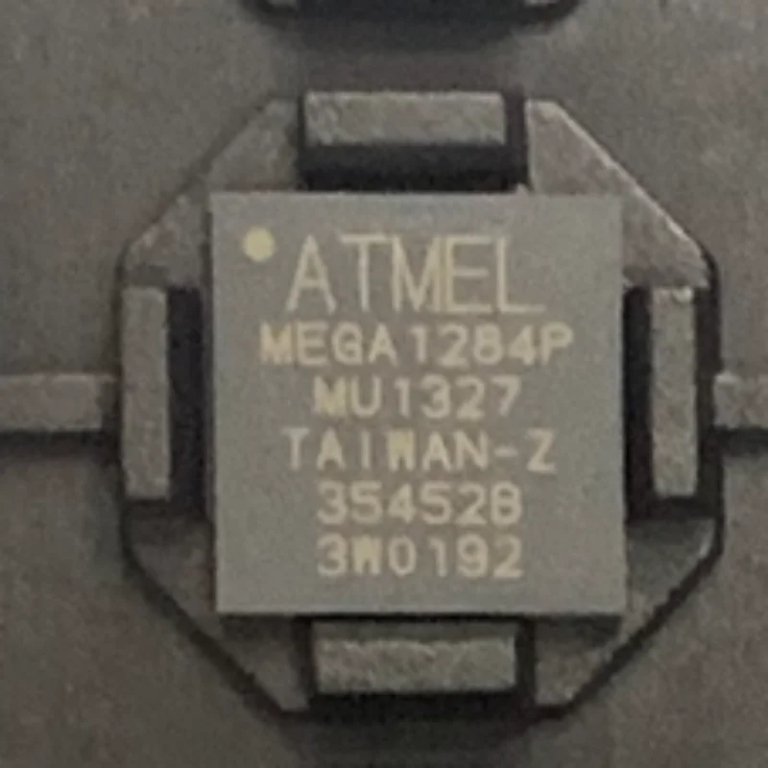 ATMEL
MEGA1284P
MU1327
TAIWAN-Z
35452B
3W0192